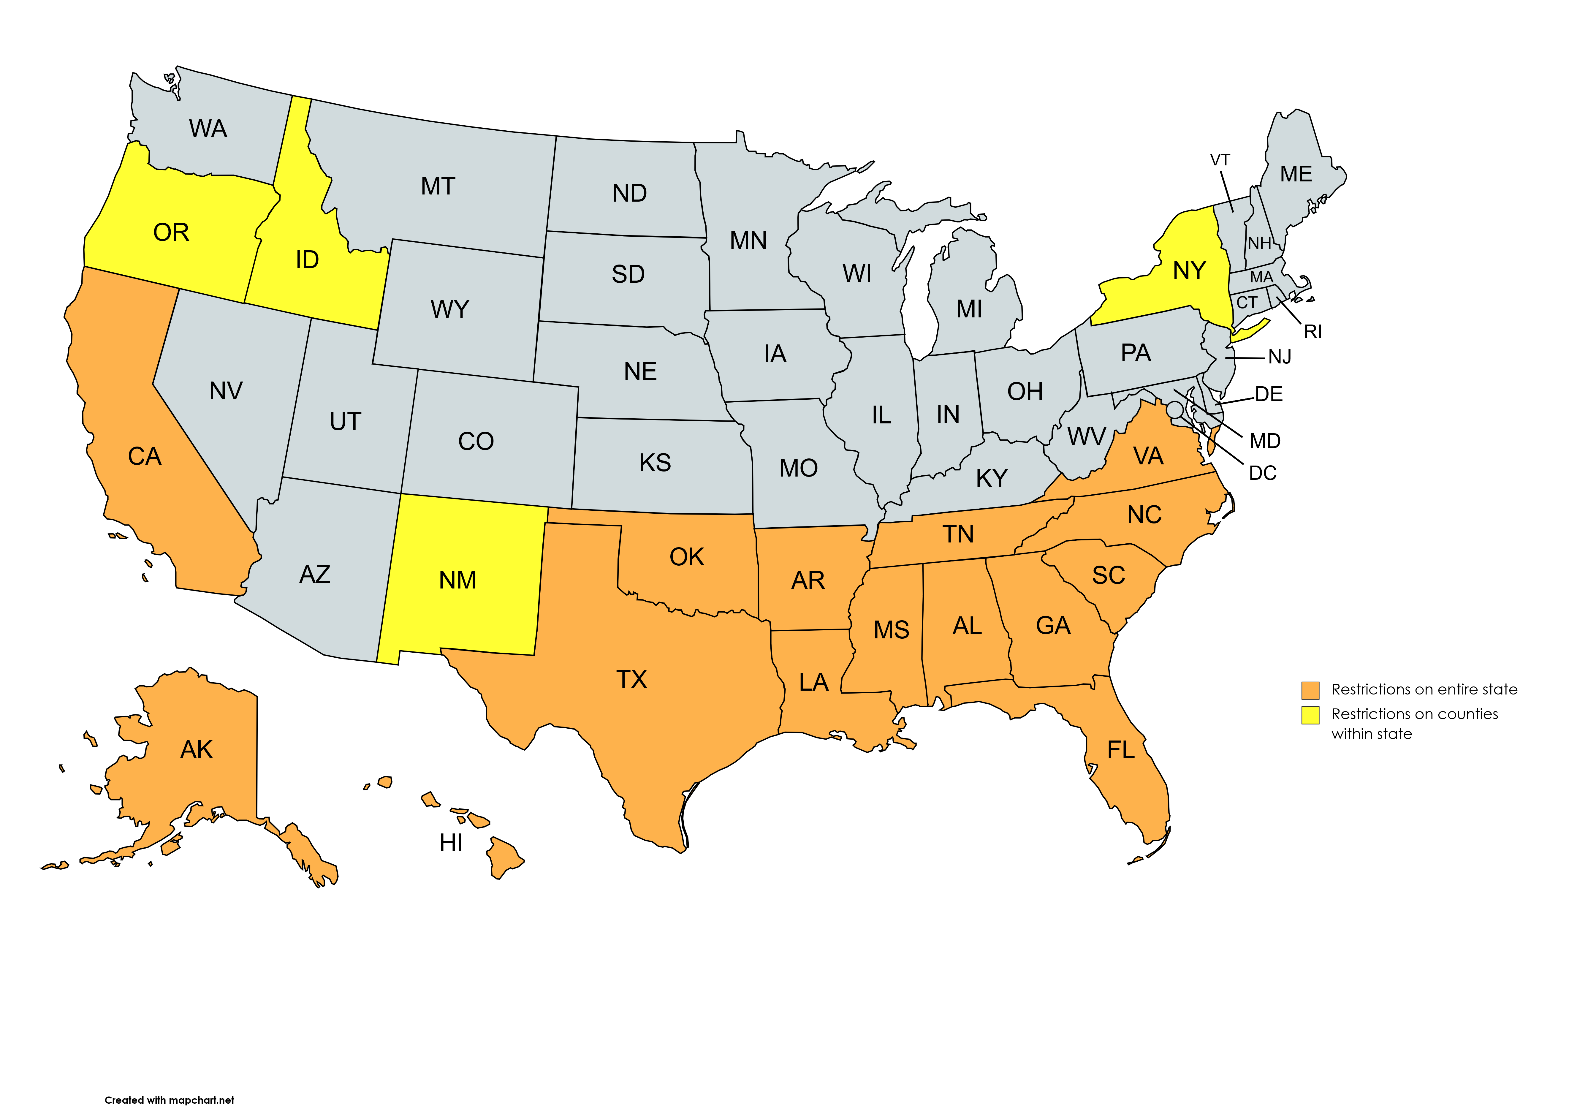 WA
MT
ND
MN
VT
ME
OR
ID
SD
WI
NH
NY
MA
WY
MI
CT
RI
IA
NE
PA
NJ
NV
UT
CO
IL
IN
OH
DE
CA
KS
MO
WV
VA
MD
KY
DC
NC
TN
AZ
NM
OK
AR
SC
MS
AL
GA
TX
LA
Restrictions on entire state
Restrictions on counties
within state
AK
FL
HI
Created with mapchart.net